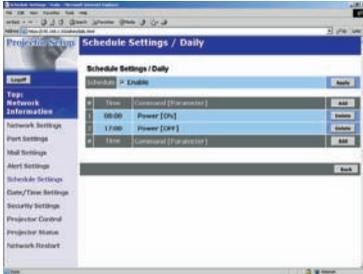 Projector Setup
Schedule Settings / Daily
Schedule Settings / Daily
Logoff
Schedule Enable Apply
Top:
Network
Information
# Time Command [Parameter] Add
1 08:00 Power [ON] Delete
2 17:00 Power [OFF] Delete
# Time Command [Parameter] Add
Network Settings
Port Settings
Mail Settings
Alert Settings
Schedule Settings
Date/Time Settings
Security Settings
Projector Control
Projector Status
Network Restart
Back